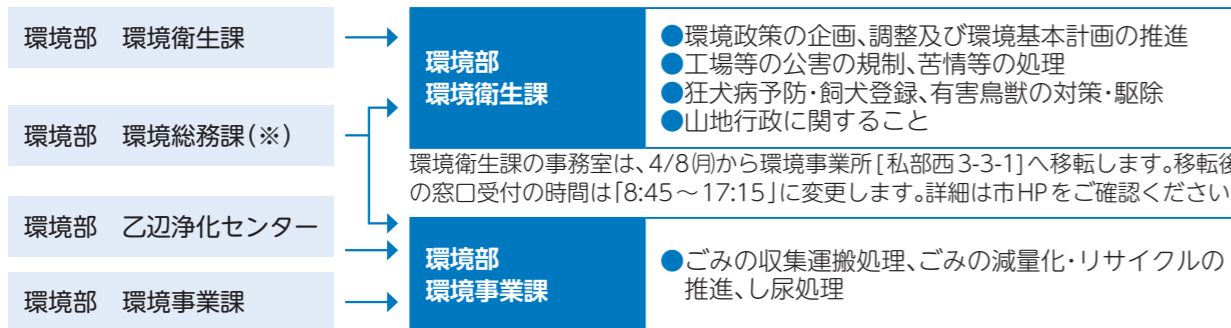 環境部 環境衛生課
環境部 環境総務課(※)
環境部 乙辺浄化センター
環境部 環境事業課
環境部
環境衛生課
●環境政策の企画、調整及び環境基本計画の推進
●工場等の公害の規制、苦情等の処理
●狂犬病予防・飼犬登録、有害鳥獣の対策・駆除
●山地行政に関すること
環境衛生課の事務室は、4/8㈪から環境事業所[私部西3-3-1]へ移転します。移転後
の窓口受付の時間は「8:45～17:15」に変更します。詳細は市HPをご確認ください
環境部
環境事業課
●ごみの収集運搬処理、ごみの減量化・リサイクルの
推進、し尿処理